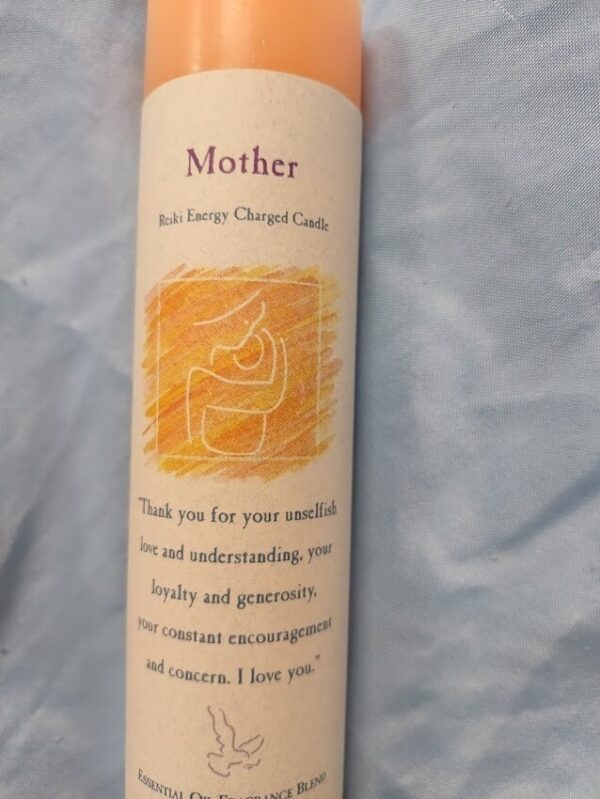 Mother
Reiki Energy Charged Candle
"Thank you for your unselfish
love and understanding, your
loyalty and generosity,
your constant encouragement
and concern. I love you."
ESSENTIAL OIL FRAGRANCE BLEND